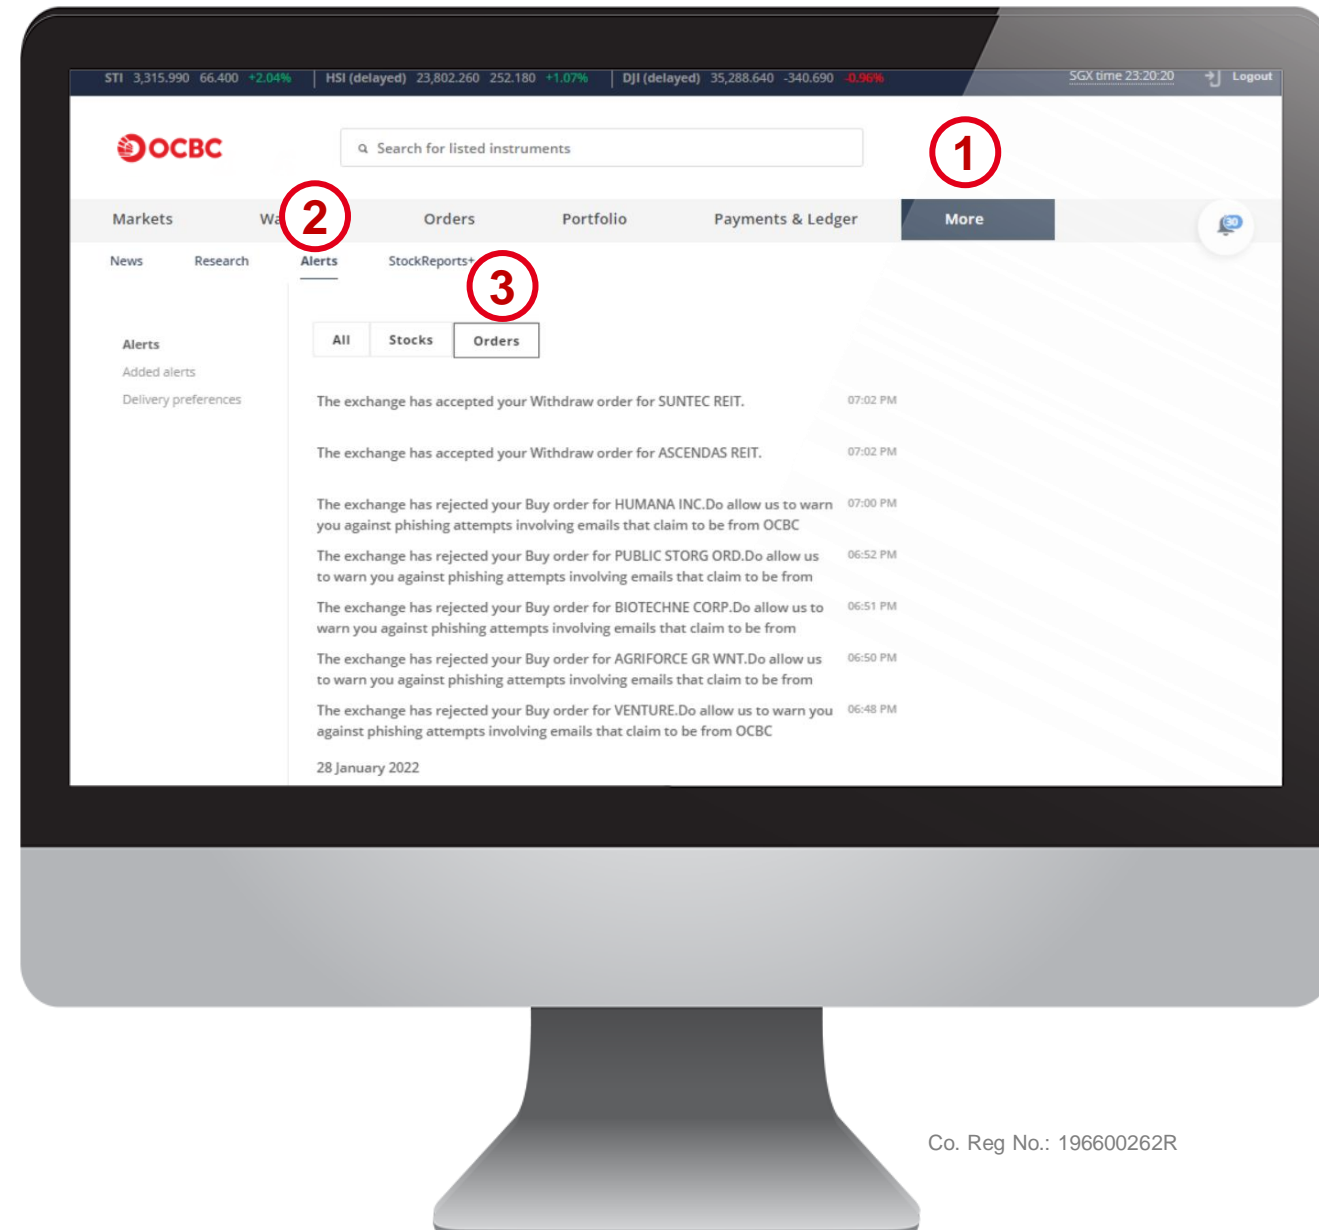 STI 3,315.990 66.400 +2.04% | HSI (delayed) 23,802.260 252.180 +1.07% | DJI (delayed) 35,288.640 -340.690 -0.96% SGX time 23:20:20 Logout
OCBC Search for listed instruments 1
Markets Wa 2 Orders Portfolio Payments & Ledger More 30
News Research Alerts StockReports+
3
All Stocks Orders
Alerts
Added alerts
Delivery preferences
The exchange has accepted your Withdraw order for SUNTEC REIT. 07:02 PM
The exchange has accepted your Withdraw order for ASCENDAS REIT. 07:02 PM
The exchange has rejected your Buy order for HUMANA INC.Do allow us to warn 07:00 PM
you against phishing attempts involving emails that claim to be from OCBC
The exchange has rejected your Buy order for PUBLIC STORG ORD.Do allow us 06:52 PM
to warn you against phishing attempts involving emails that claim to be from
The exchange has rejected your Buy order for BIOTECHNE CORP.Do allow us to 06:51 PM
warn you against phishing attempts involving emails that claim to be from
The exchange has rejected your Buy order for AGRIFORCE GR WNT.Do allow us 06:50 PM
to warn you against phishing attempts involving emails that claim to be from
The exchange has rejected your Buy order for VENTURE.Do allow us to warn you 06:48 PM
against phishing attempts involving emails that claim to be from OCBC
28 January 2022
Co. Reg No.: 196600262R